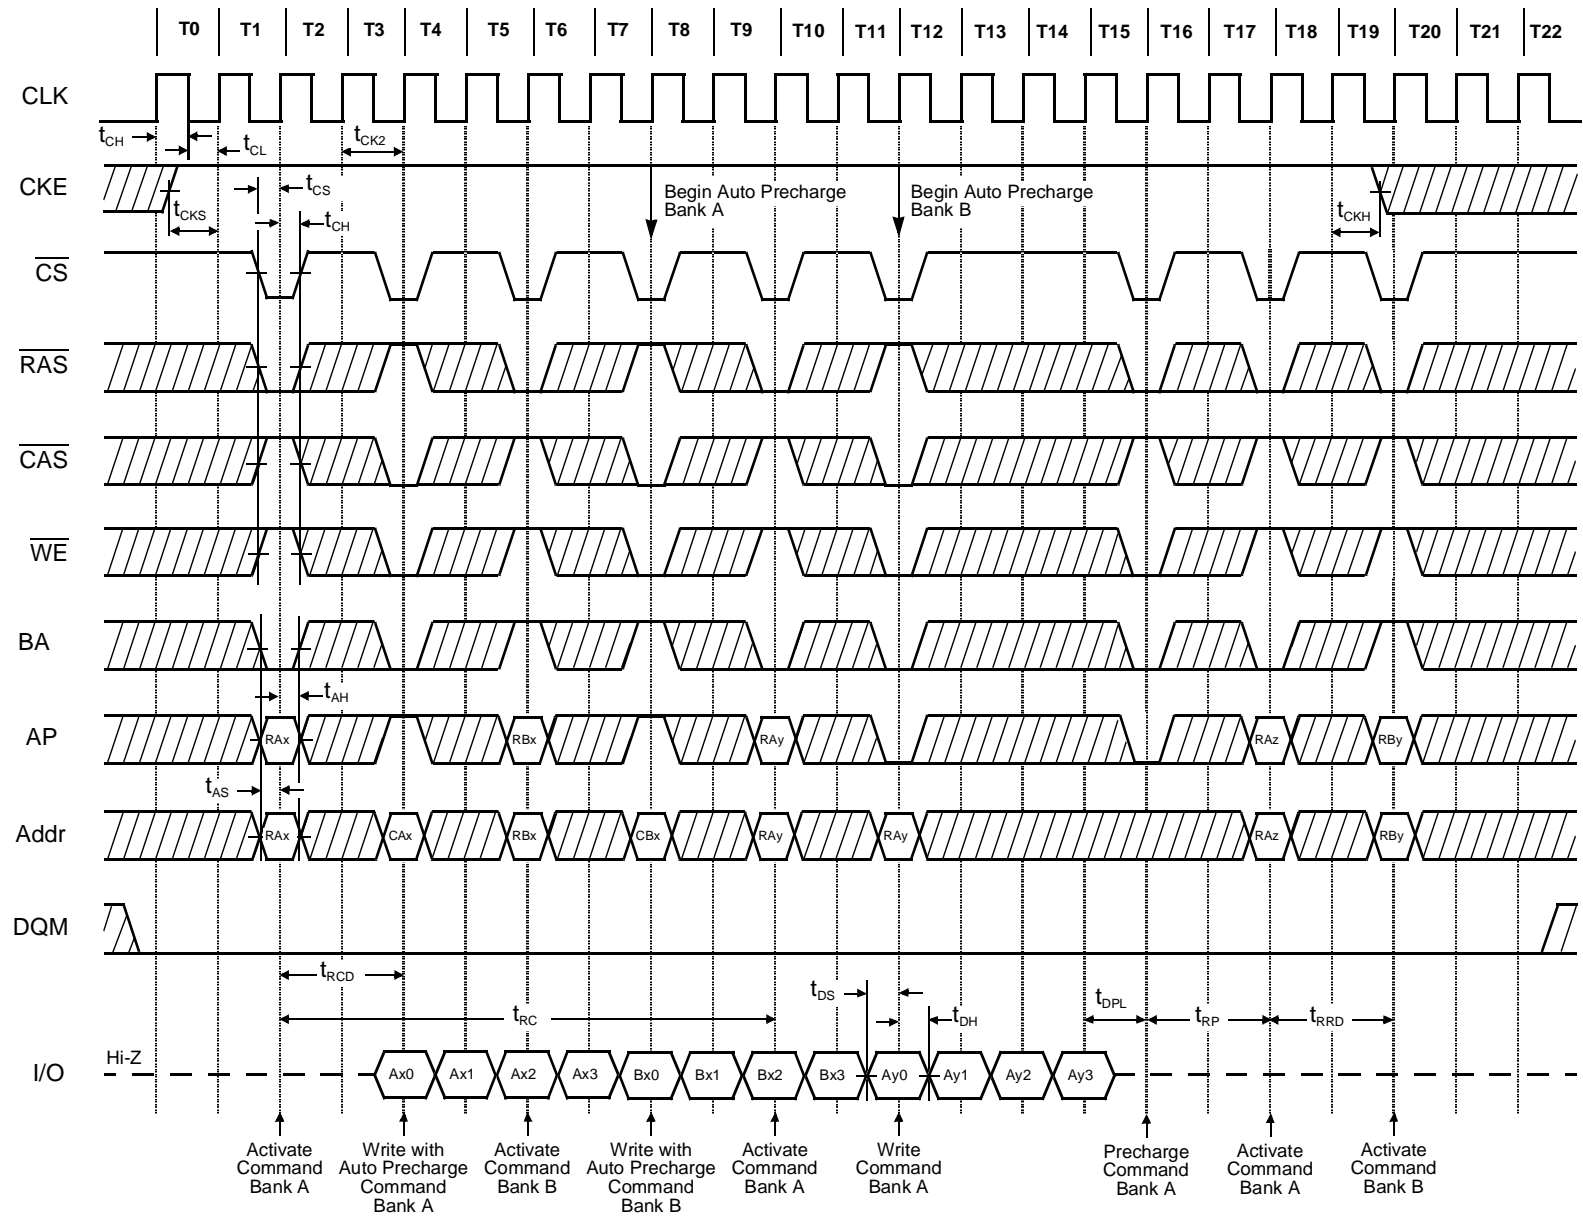 T0 T1 T2 T3 T4 T5 T6 T7 T8 T9 T10 T11 T12 T13 T14 T15 T16 T17 T18 T19 T20 T21 T22
CLK
tCH tCL tCK2
CKE
tCKS tCS tCH tCKH
Begin Auto Precharge
Bank A
Begin Auto Precharge
Bank B
CS
RAS
CAS
WE
BA
tAH
AP
RAx RBx RAy RAz RBy
tAS
Addr
RAx CAx RBx CBx RAy RAy RAz RBy
DQM
tRCD tDS tDPL
tRC tDH tRP tRRD
I/O
Hi-Z
Ax0 Ax1 Ax2 Ax3 Bx0 Bx1 Bx2 Bx3 Ay0 Ay1 Ay2 Ay3
Activate
Command
Bank A
Write with
Auto Precharge
Command
Bank A
Activate
Command
Bank B
Write with
Auto Precharge
Command
Bank B
Activate
Command
Bank A
Write
Command
Bank A
Precharge
Command
Bank A
Activate
Command
Bank A
Activate
Command
Bank B